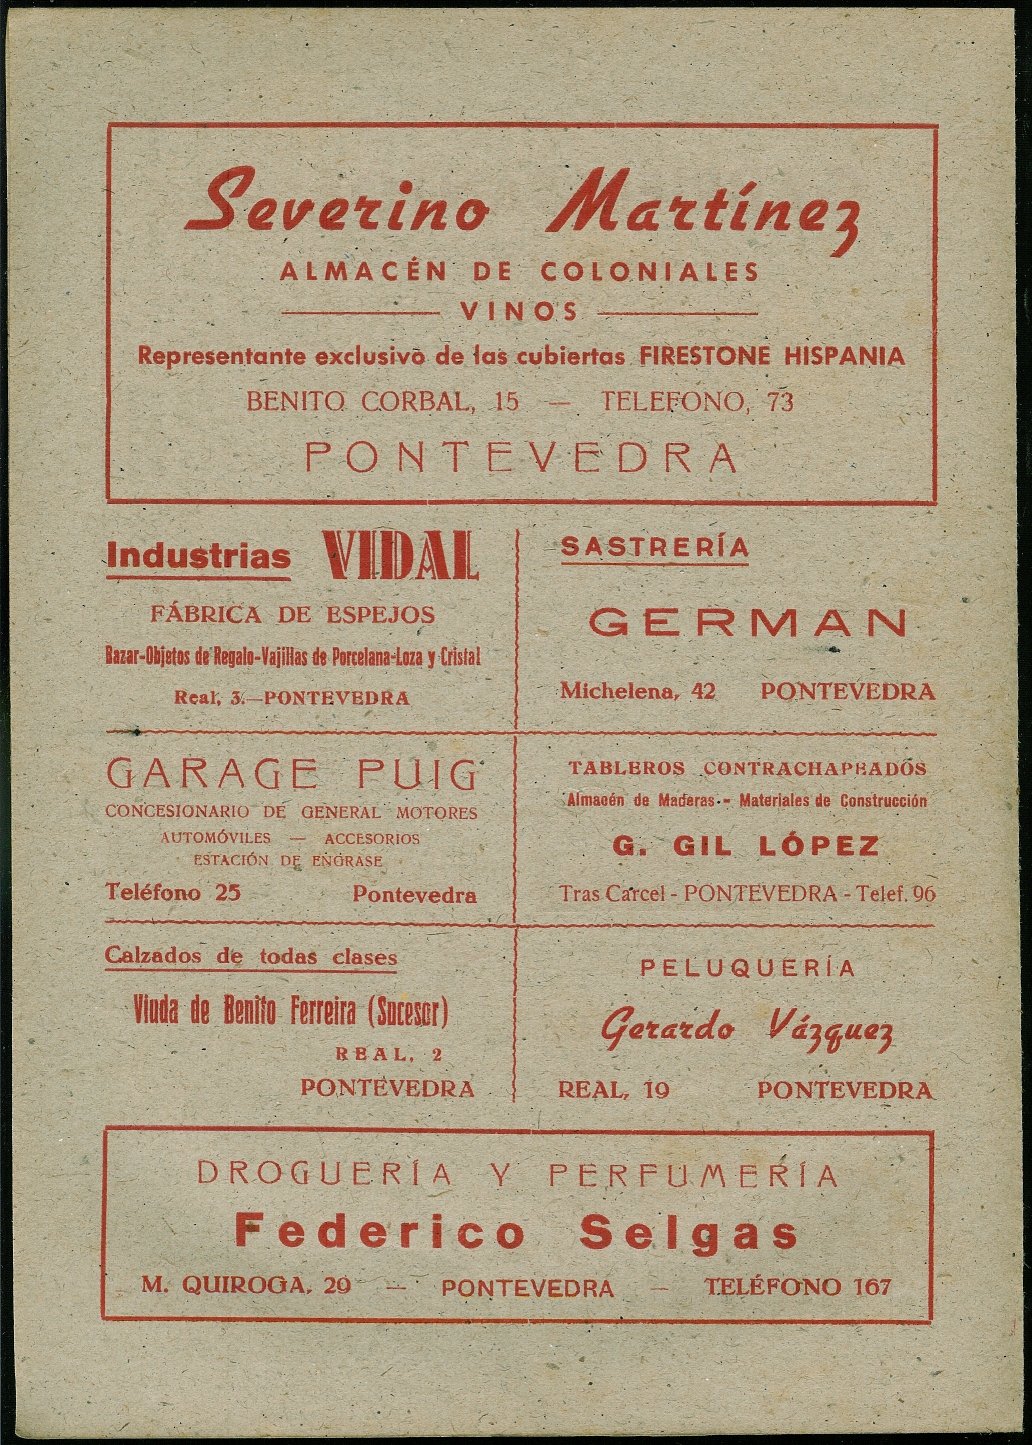 Severino Martínez
ALMACÉN DE COLONIALES
VINOS
Representante exclusivo de las cubiertas FIRESTONE HISPANIA
BENITO CORBAL, 15 — TELEFONO, 73
PONTEVEDRA
Industrias VIDAL
FÁBRICA DE ESPEJOS
Bazar-Objetos de Regalo-Vajillas de Porcelana-Loza y Cristal
Real, 3.—PONTEVEDRA
SASTRERÍA
GERMAN
Michelena, 42 PONTEVEDRA
GARAGE PUIG
CONCESIONARIO DE GENERAL MOTORES
AUTOMÓVILES — ACCESORIOS
ESTACIÓN DE ENGRASE
Teléfono 25 Pontevedra
TABLEROS CONTRACHAPEADOS
Almacén de Maderas - Materiales de Construcción
G. GIL LÓPEZ
Tras Carcel - PONTEVEDRA - Telef. 96
Calzados de todas clases
Viuda de Benito Ferreira (Sucesor)
REAL, 2
PONTEVEDRA
PELUQUERÍA
Gerardo Vázquez
REAL, 19 PONTEVEDRA
DROGUERÍA Y PERFUMERÍA
Federico Selgas
M. QUIROGA, 29 — PONTEVEDRA — TELÉFONO 167